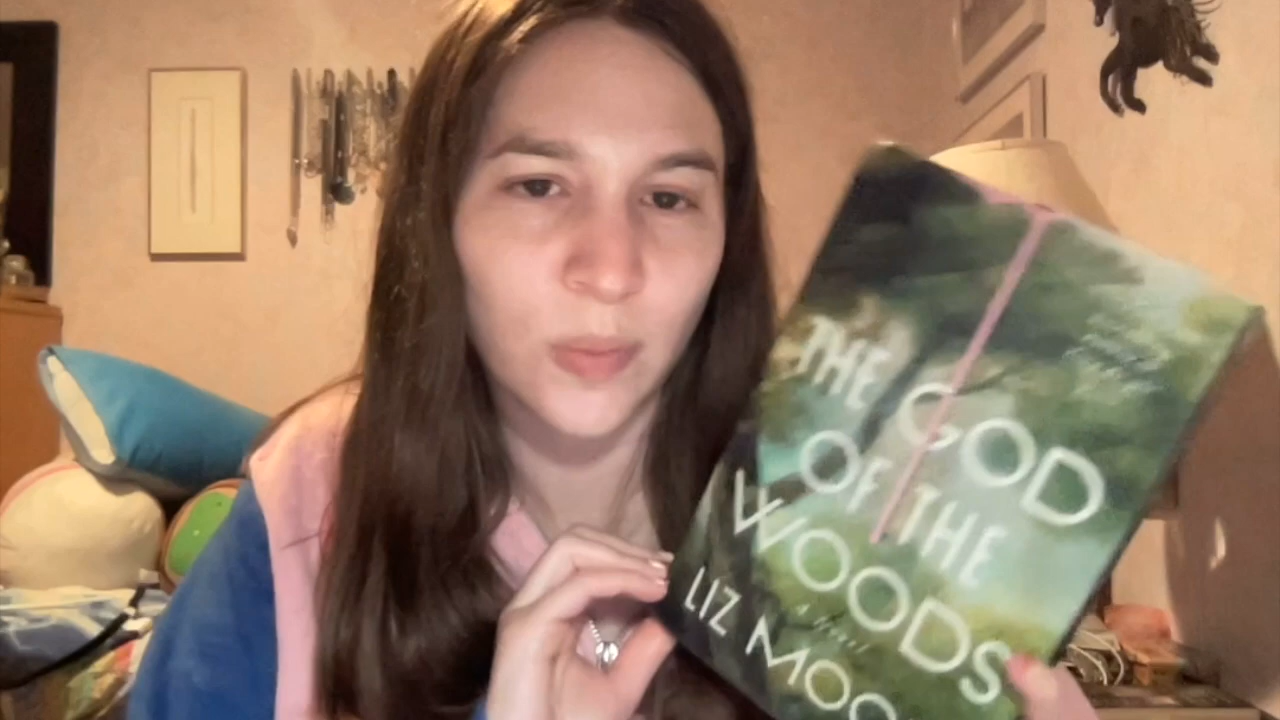 THE GOD
OF THE
WOODS
A
LIZ MOO